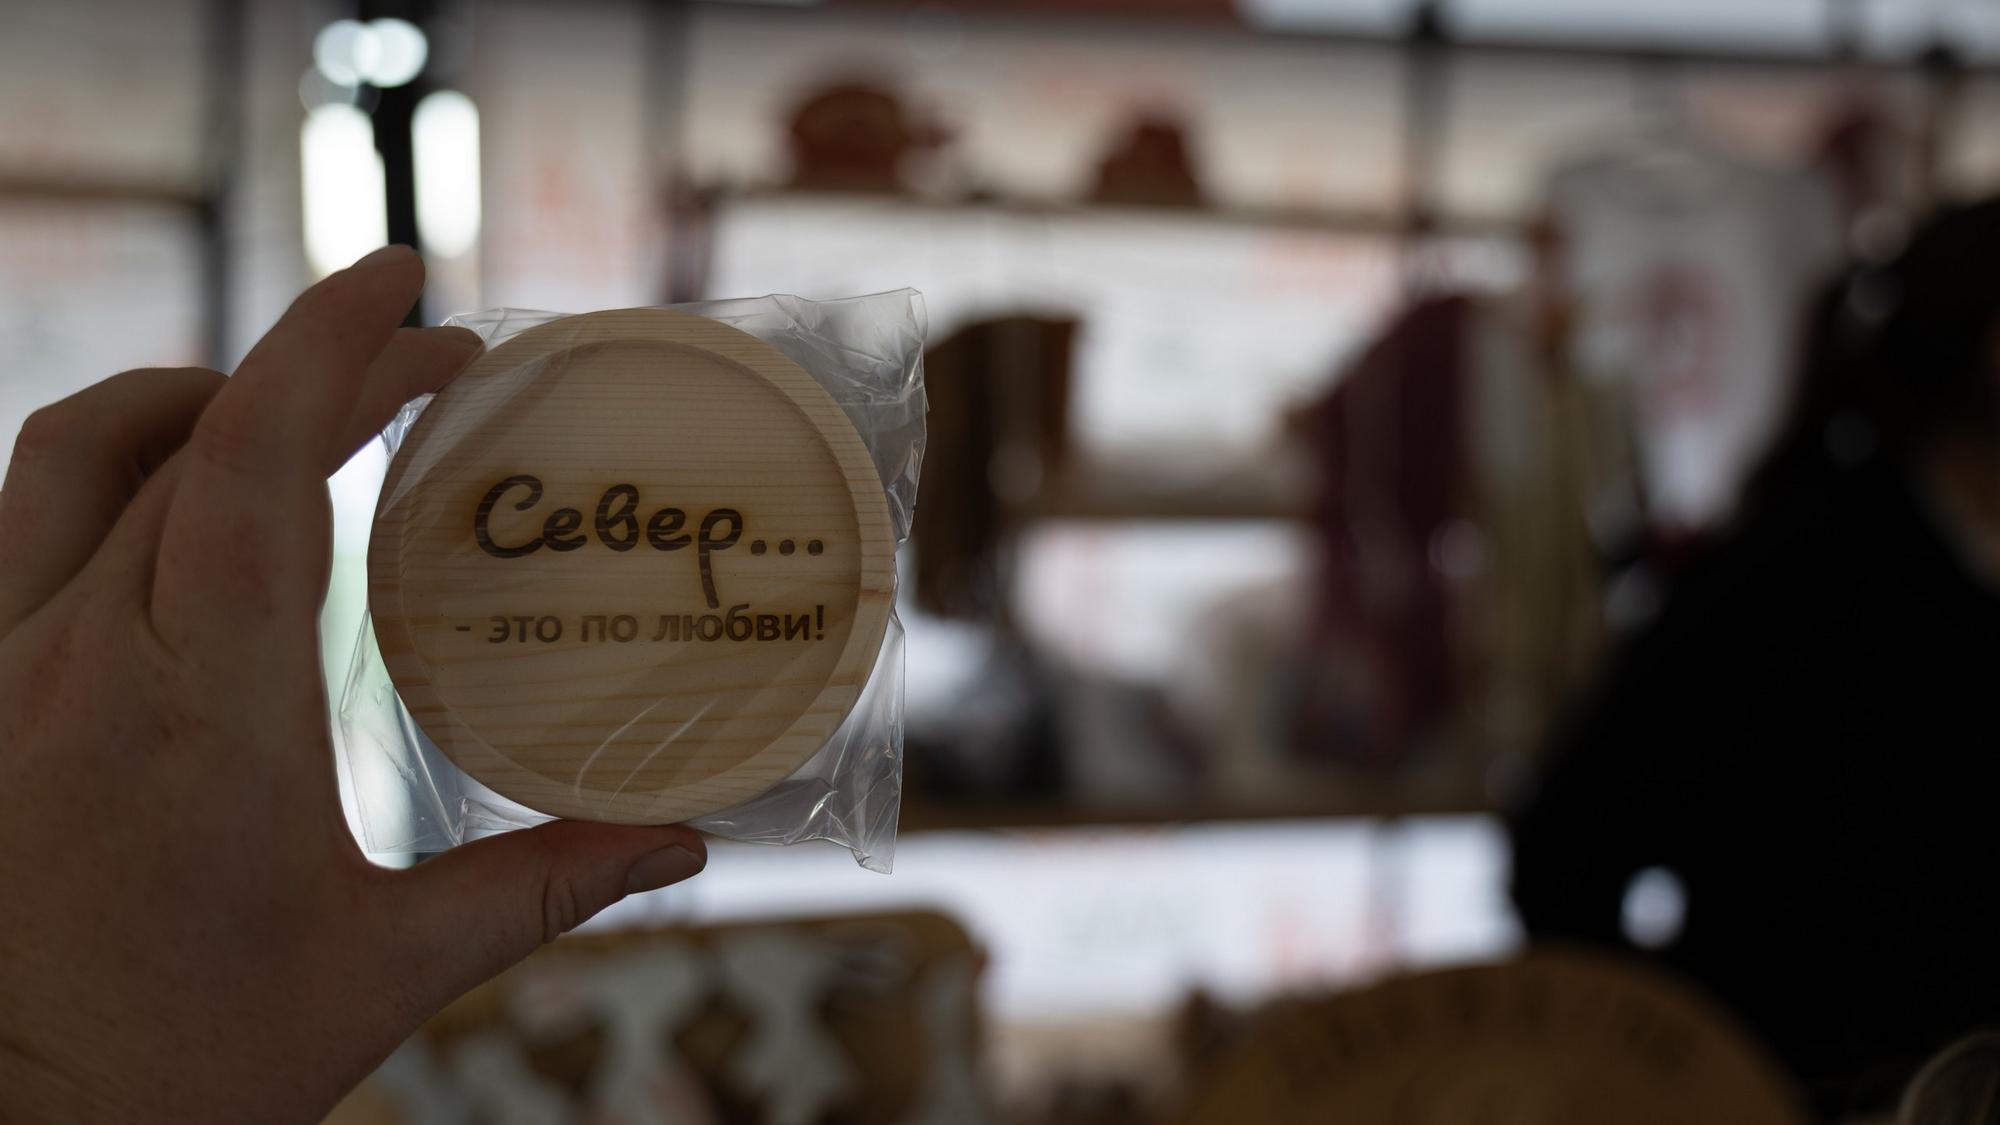 Север...
- это по любви!